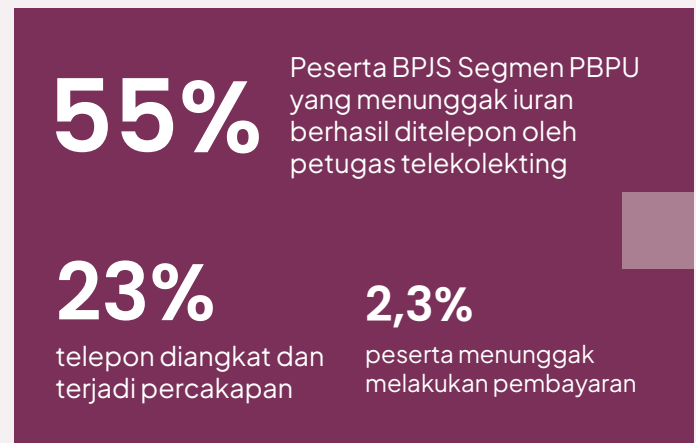 55%
Peserta BPJS Segmen PBPU
yang menunggak iuran
berhasil ditelepon oleh
petugas telekolekting
23%
telepon diangkat dan
terjadi percakapan
2,3%
peserta menunggak
melakukan pembayaran